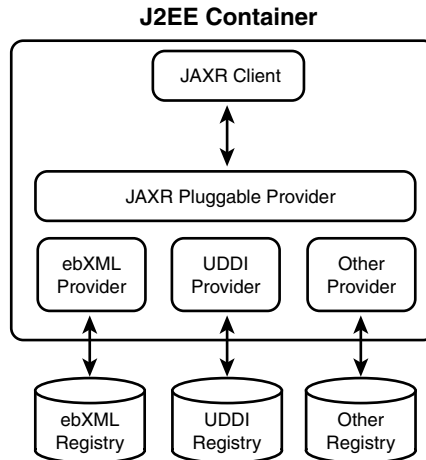 J2EE Container
JAXR Client
JAXR Pluggable Provider
ebXML
Provider
UDDI
Provider
Other
Provider
ebXML
Registry
UDDI
Registry
Other
Registry